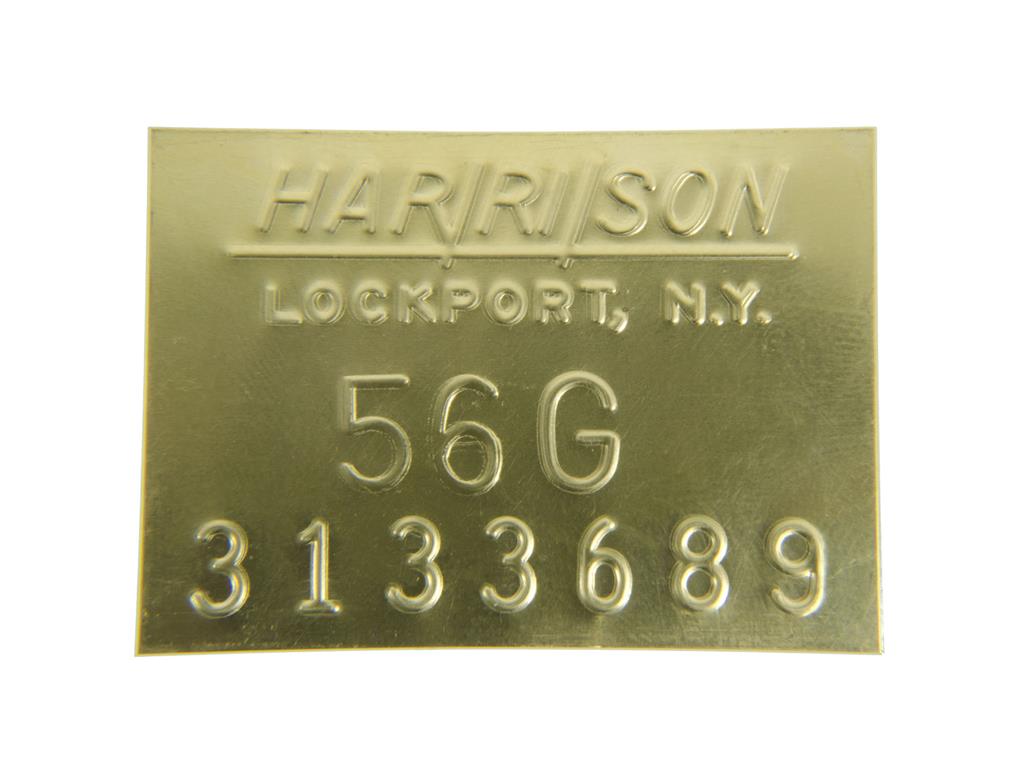 HARRISON
LOCKPORT, N.Y.
56G
3133689